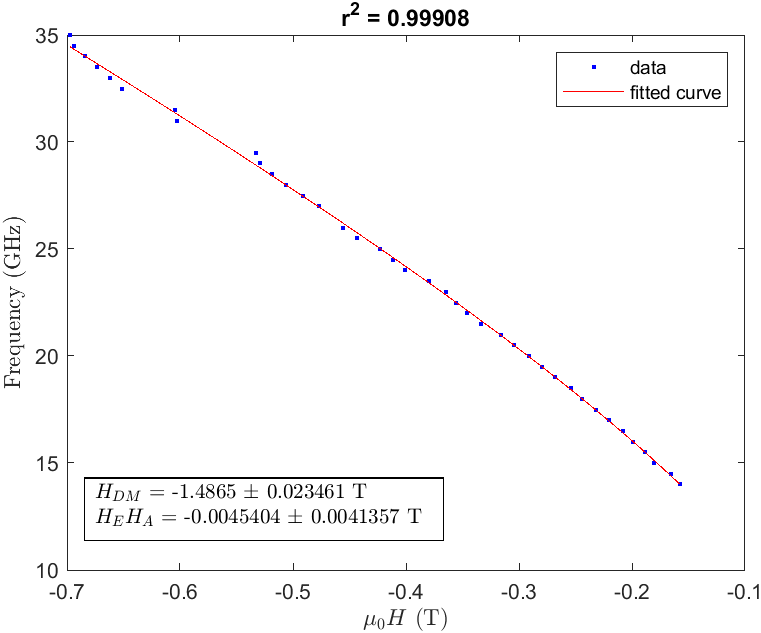 r² = 0.99908
35
30
25
20
15
10
Frequency (GHz)
data
fitted curve
H_DM = -1.4865 ± 0.023461 T
H_E H_A = -0.0045404 ± 0.0041357 T
-0.7 -0.6 -0.5 -0.4 -0.3 -0.2 -0.1
μ₀H (T)